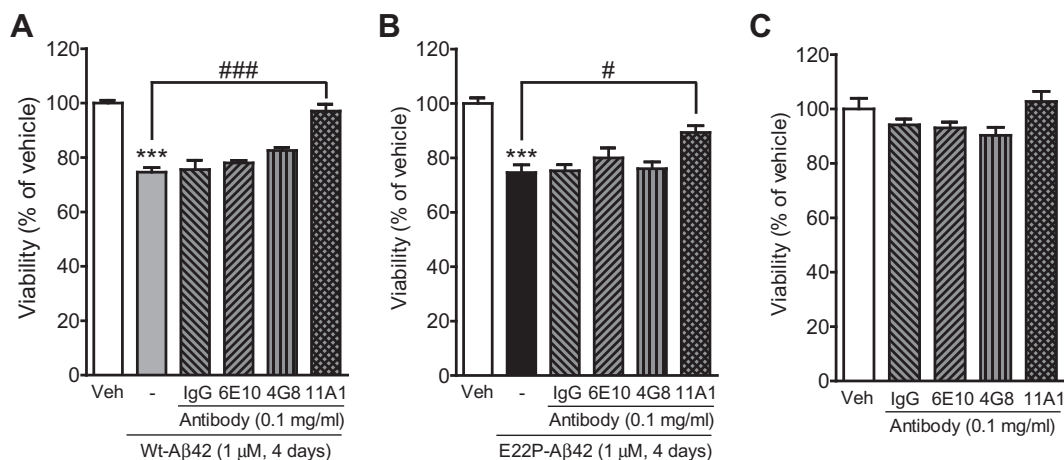 A
Viability (% of vehicle)
120
100
80
60
40
20
0
###
***
Veh - IgG 6E10 4G8 11A1
Antibody (0.1 mg/ml)
Wt-Aβ42 (1 μM, 4 days)
B
Viability (% of vehicle)
120
100
80
60
40
20
0
#
***
Veh - IgG 6E10 4G8 11A1
Antibody (0.1 mg/ml)
E22P-Aβ42 (1 μM, 4 days)
C
Viability (% of vehicle)
120
100
80
60
40
20
0
Veh IgG 6E10 4G8 11A1
Antibody (0.1 mg/ml)